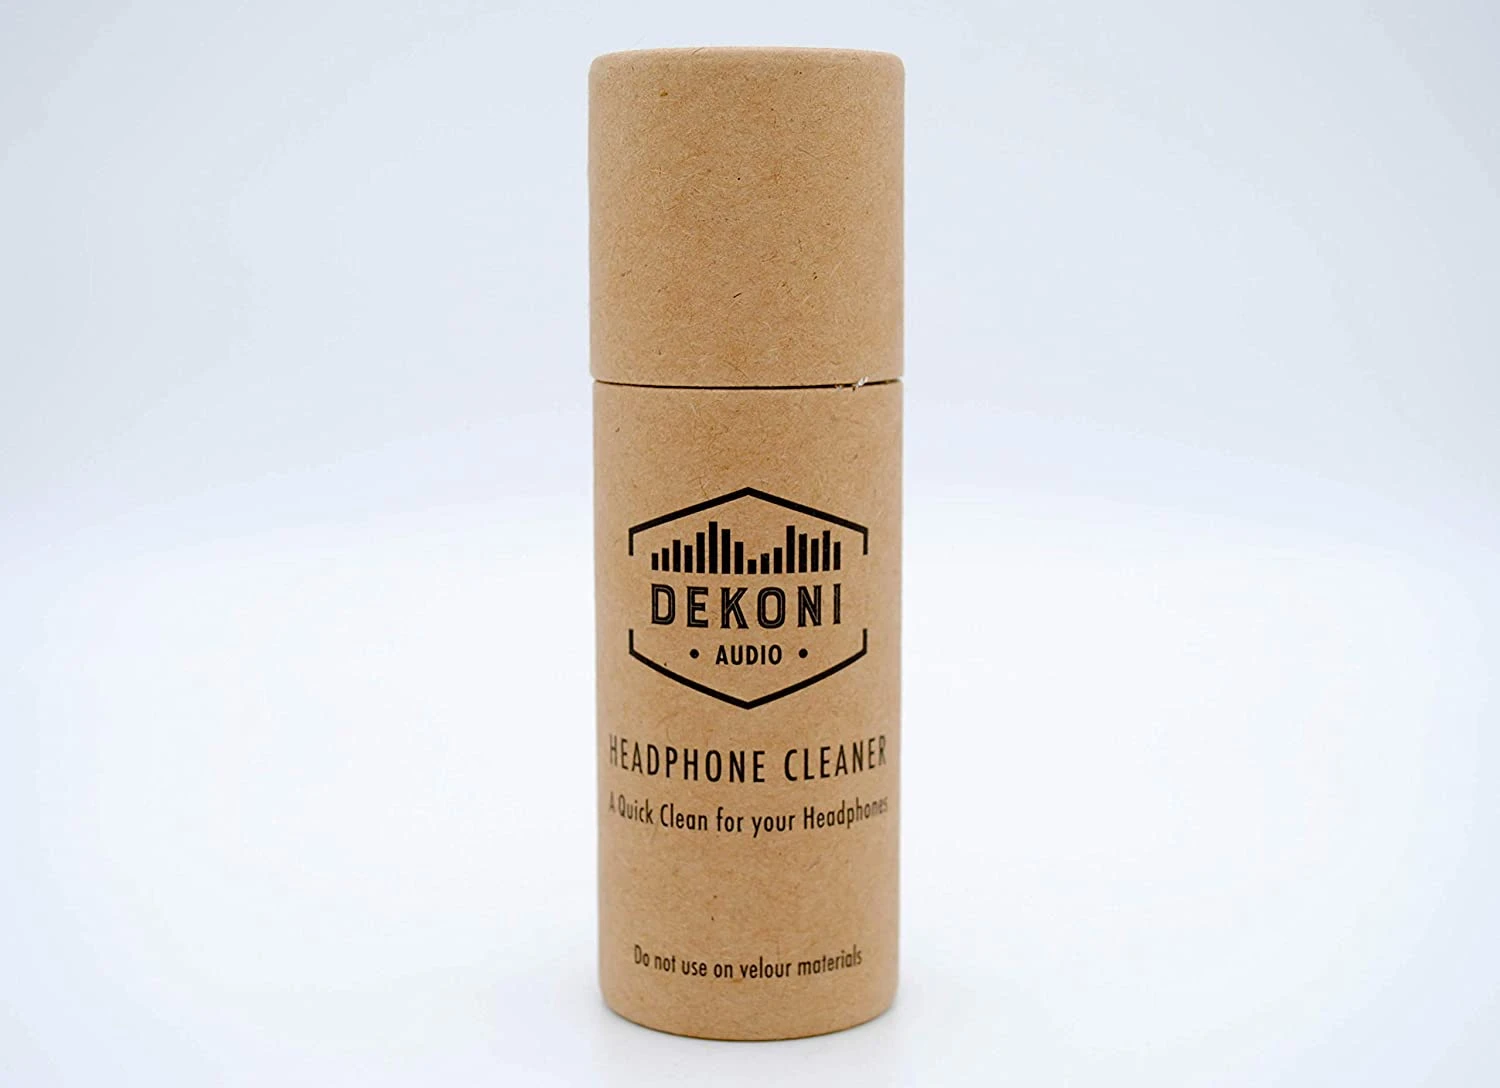 DEKONI
• AUDIO •
HEADPHONE CLEANER
A Quick Clean for your Headphones
Do not use on velour materials